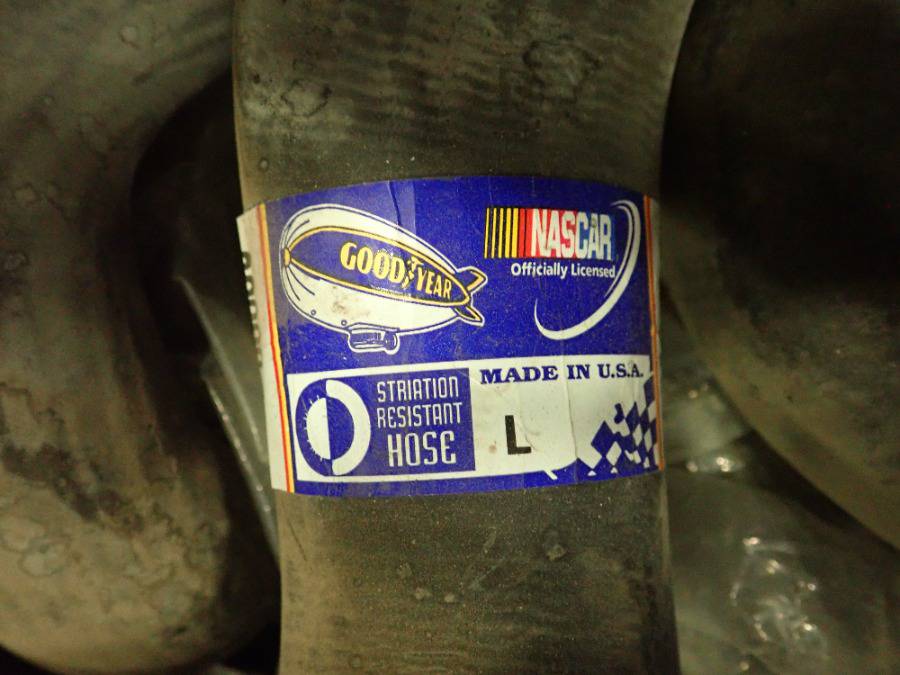 GOODYEAR
NASCAR
Officially Licensed
MADE IN U.S.A.
STRIATION
RESISTANT
HOSE
L